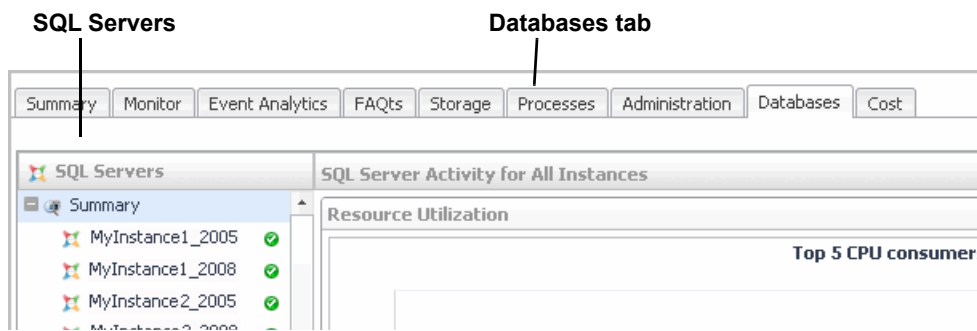 SQL Servers
Databases tab
Summary Monitor Event Analytics FAQts Storage Processes Administration Databases Cost
SQL Servers
SQL Server Activity for All Instances
Summary
Resource Utilization
MyInstance1_2005
Top 5 CPU consumer
MyInstance1_2008
MyInstance2_2005